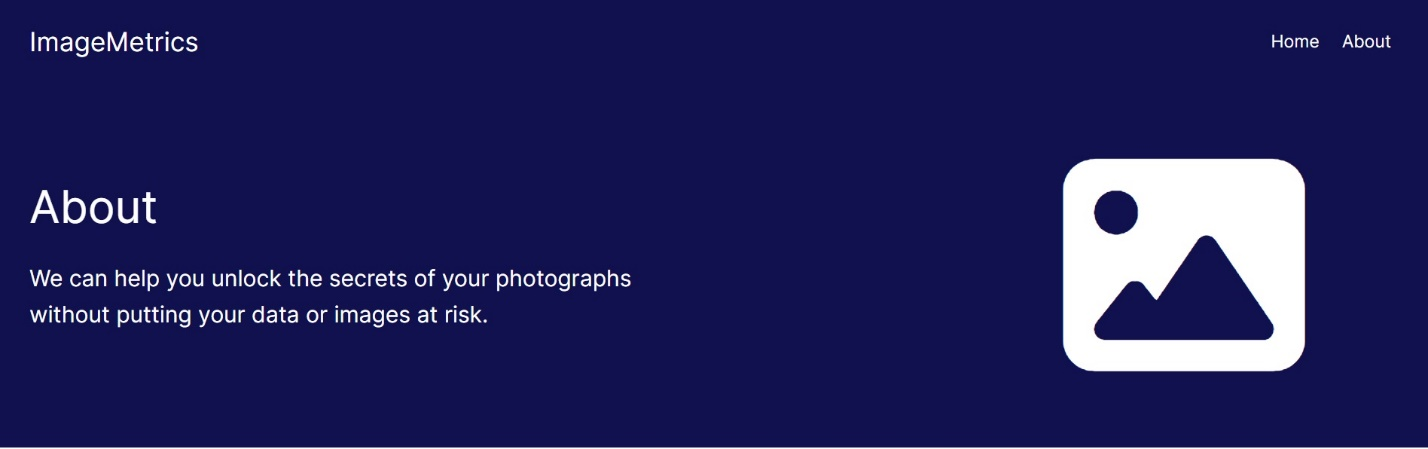 ImageMetrics
Home About
About
We can help you unlock the secrets of your photographs
without putting your data or images at risk.